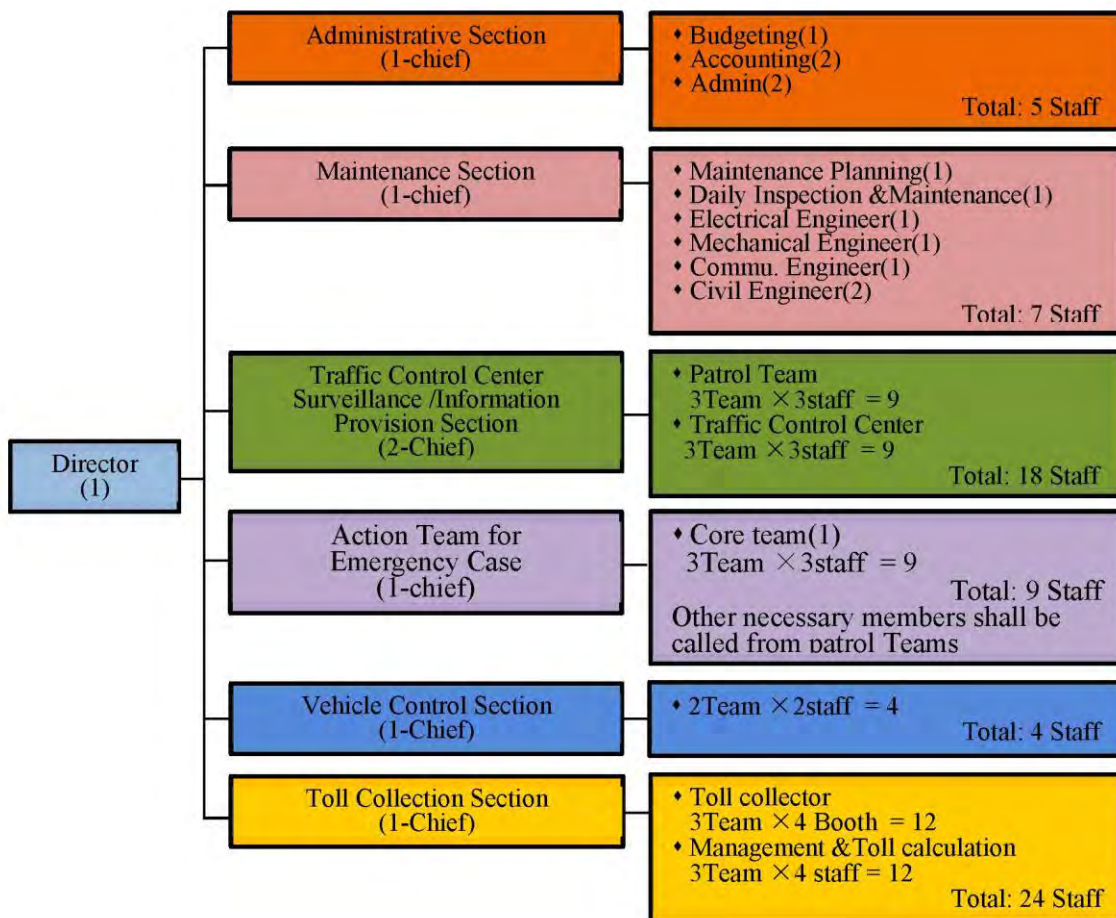 Director
(1)
Administrative Section
(1-chief)
♦ Budgeting(1)
♦ Accounting(2)
♦ Admin(2)
Total: 5 Staff
Maintenance Section
(1-chief)
♦ Maintenance Planning(1)
♦ Daily Inspection &Maintenance(1)
♦ Electrical Engineer(1)
♦ Mechanical Engineer(1)
♦ Commu. Engineer(1)
♦ Civil Engineer(2)
Total: 7 Staff
Traffic Control Center
Surveillance /Information
Provision Section
(2-Chief)
♦ Patrol Team
3Team ×3staff = 9
♦ Traffic Control Center
3Team ×3staff = 9
Total: 18 Staff
Action Team for
Emergency Case
(1-chief)
♦ Core team(1)
3Team ×3staff = 9
Total: 9 Staff
Other necessary members shall be
called from patrol Teams
Vehicle Control Section
(1-Chief)
♦ 2Team ×2staff = 4
Total: 4 Staff
Toll Collection Section
(1-Chief)
♦ Toll collector
3Team ×4 Booth = 12
♦ Management &Toll calculation
3Team ×4 staff = 12
Total: 24 Staff